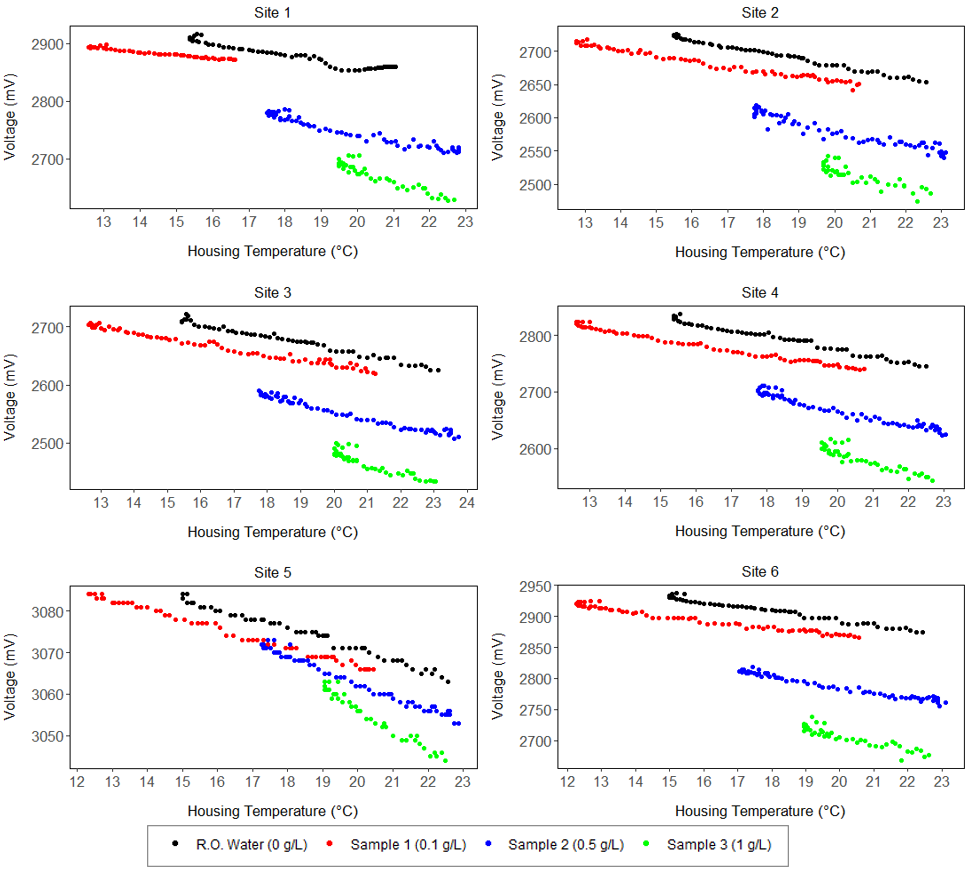 Site 1
2900
2800
2700
Voltage (mV)
13 14 15 16 17 18 19 20 21 22 23
Housing Temperature (°C)
Site 2
2700
2650
2600
2550
2500
Voltage (mV)
13 14 15 16 17 18 19 20 21 22 23
Housing Temperature (°C)
Site 3
2700
2600
2500
Voltage (mV)
13 14 15 16 17 18 19 20 21 22 23 24
Housing Temperature (°C)
Site 4
2800
2700
2600
Voltage (mV)
13 14 15 16 17 18 19 20 21 22 23
Housing Temperature (°C)
Site 5
3080
3070
3060
3050
Voltage (mV)
12 13 14 15 16 17 18 19 20 21 22 23
Housing Temperature (°C)
Site 6
2950
2900
2850
2800
2750
2700
Voltage (mV)
12 13 14 15 16 17 18 19 20 21 22 23
Housing Temperature (°C)
R.O. Water (0 g/L) Sample 1 (0.1 g/L) Sample 2 (0.5 g/L) Sample 3 (1 g/L)